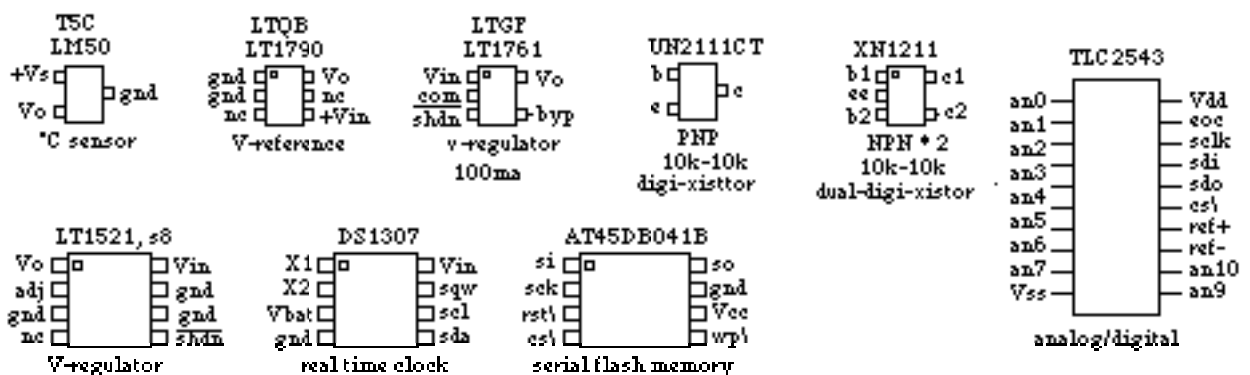 T5C
LM50
+Vs
Vo
gnd
°C sensor
LTQB
LT1790
gnd
gnd
nc
Vo
nc
+Vin
V-reference
LTGF
LT1761
Vin
com
shdn
Vo
byp
v-regulator
100ma
UN2111CT
b
e
c
PNP
10k-10k
digi-xisttor
XN1211
b1
ee
b2
c1
c2
NPN * 2
10k-10k
dual-digi-xistor
TLC2543
an0
an1
an2
an3
an4
an5
an6
an7
Vss
Vdd
eoc
sclk
sdi
sdo
cs\
ref+
ref-
an10
an9
analog/digital
LT1521, s8
Vo
adj
gnd
nc
Vin
gnd
gnd
shdn
V-regulator
DS1307
X1
X2
Vbat
gnd
Vin
sqw
scl
sda
real time clock
AT45DB041B
si
sck
rst\
cs\
so
gnd
Vcc
wp\
serial flash memory